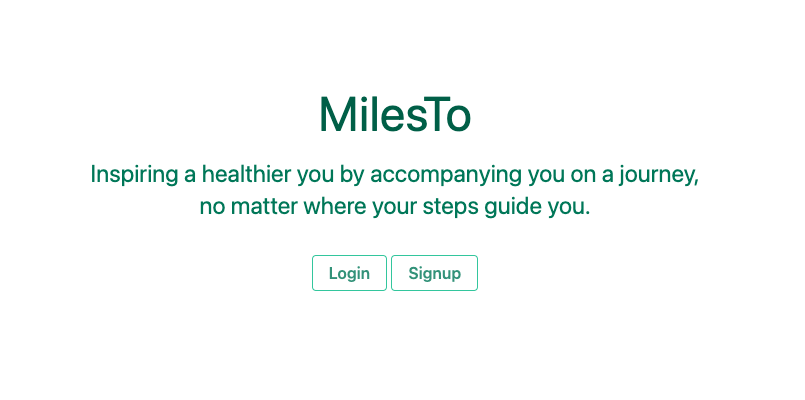 MilesTo
Inspiring a healthier you by accompanying you on a journey,
no matter where your steps guide you.
Login Signup